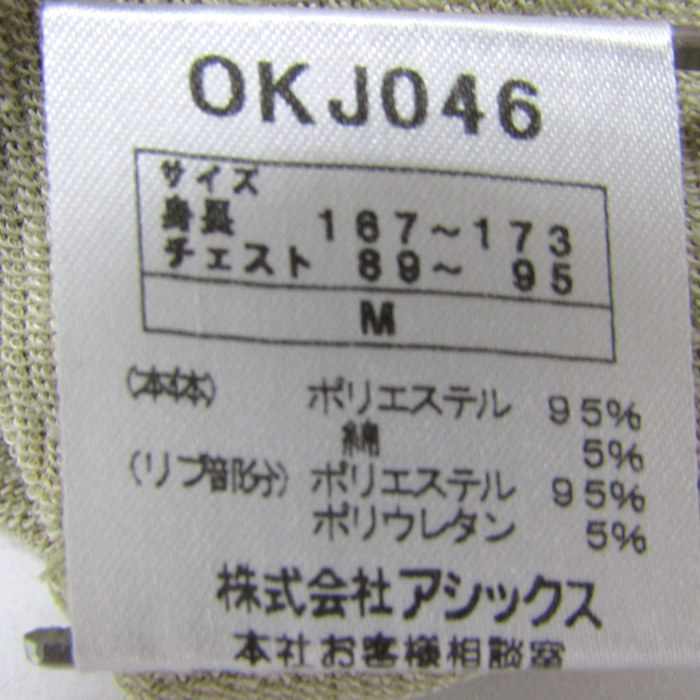 OKJ046
サイズ
身長 167〜173
チェスト 89〜 95
M
(本体) ポリエステル 95%
綿 5%
(リブ部分) ポリエステル 95%
ポリウレタン 5%
株式会社アシックス
本社お客様相談室